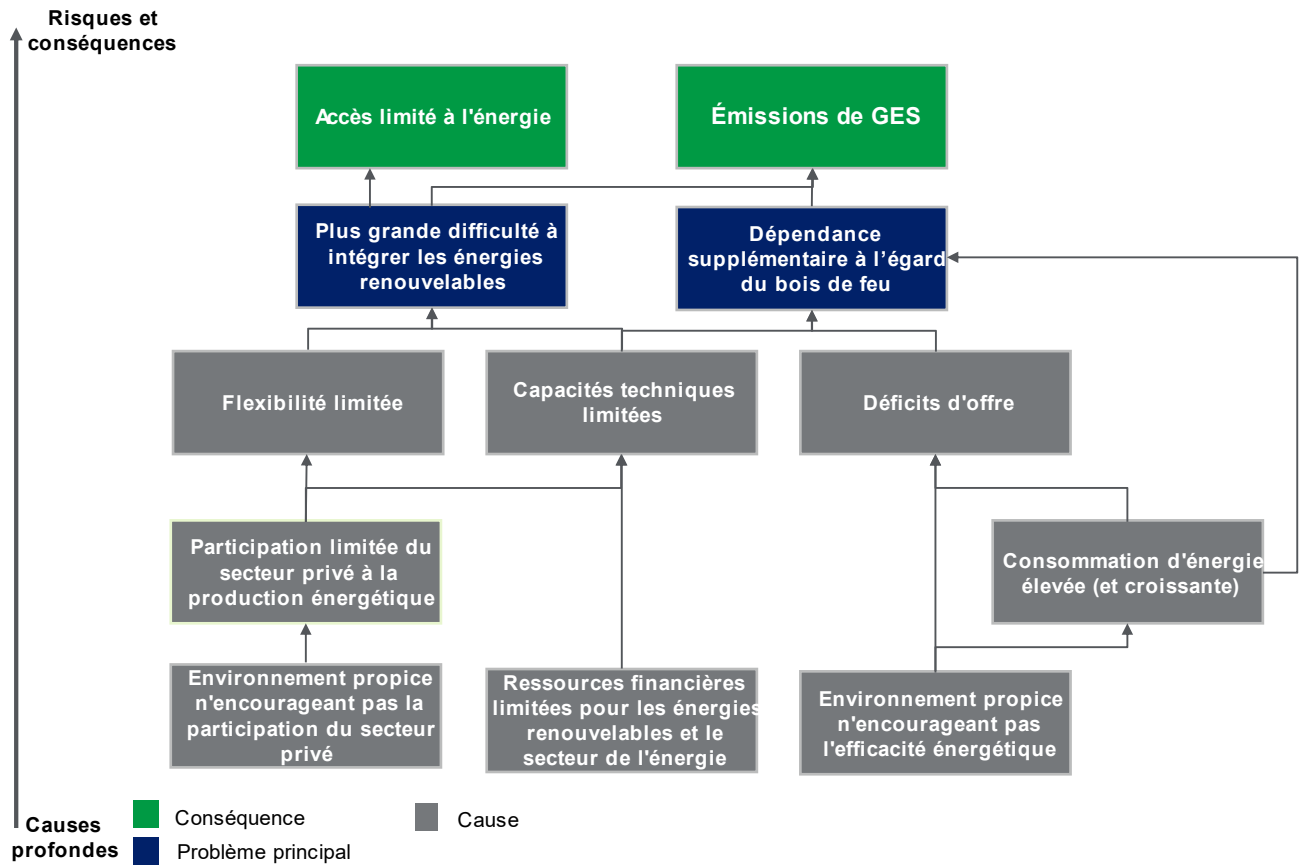 Risques et
conséquences
Accès limité à l'énergie
Émissions de GES
Plus grande difficulté à
intégrer les énergies
renouvelables
Dépendance
supplémentaire à l’égard
du bois de feu
Flexibilité limitée
Capacités techniques
limitées
Déficits d'offre
Participation limitée du
secteur privé à la
production énergétique
Consommation d'énergie
élevée (et croissante)
Environnement propice
n'encourageant pas la
participation du secteur
privé
Ressources financières
limitées pour les énergies
renouvelables et le
secteur de l'énergie
Environnement propice
n'encourageant pas
l'efficacité énergétique
Causes
profondes
Conséquence
Cause
Problème principal